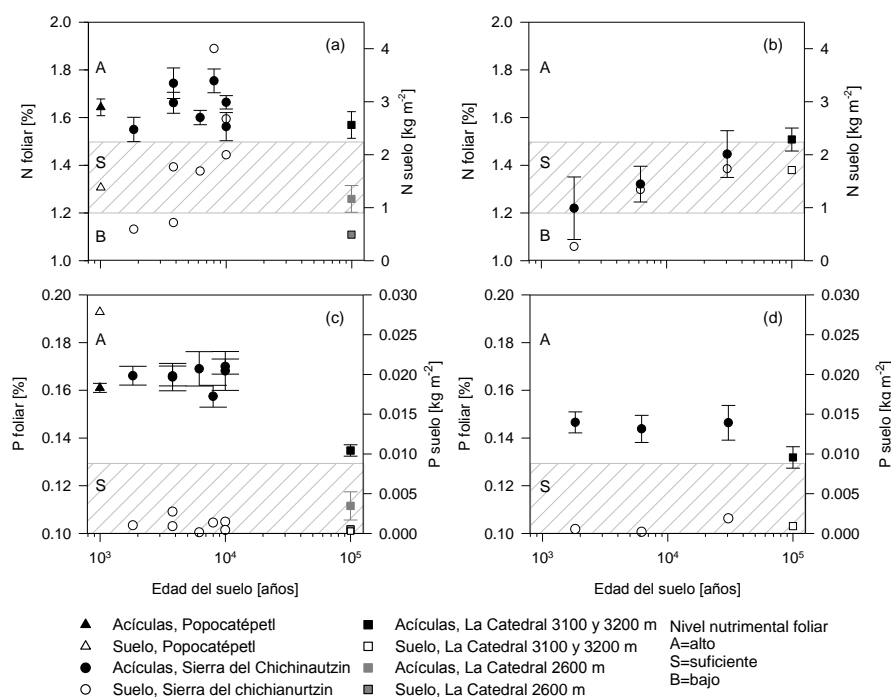 2.0
1.8
1.6
1.4
1.2
1.0
N foliar [%]
A
S
B
(a)
4
3
2
1
0
N suelo [kg m-2]
2.0
1.8
1.6
1.4
1.2
1.0
N foliar [%]
A
S
B
(b)
4
3
2
1
0
N suelo [kg m-2]
0.20
0.18
0.16
0.14
0.12
0.10
P foliar [%]
A
S
(c)
0.030
0.025
0.020
0.015
0.010
0.005
0.000
P suelo [kg m-2]
10³ 10⁴ 10⁵
Edad del suelo [años]
0.20
0.18
0.16
0.14
0.12
0.10
P foliar [%]
A
S
(d)
0.030
0.025
0.020
0.015
0.010
0.005
0.000
P suelo [kg m-2]
10³ 10⁴ 10⁵
Edad del suelo [años]
Acículas, Popocatépetl
Suelo, Popocatépetl
Acículas, Sierra del Chichinautzin
Suelo, Sierra del chichianurtzin
Acículas, La Catedral 3100 y 3200 m
Suelo, La Catedral 3100 y 3200 m
Acículas, La Catedral 2600 m
Suelo, La Catedral 2600 m
Nivel nutrimental foliar
A=alto
S=suficiente
B=bajo